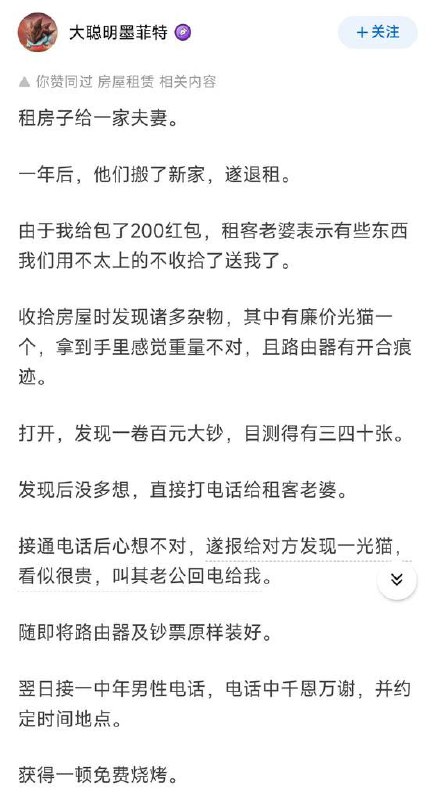 大聪明墨菲特
+关注
你赞同过 房屋租赁 相关内容
租房子给一家夫妻。
一年后，他们搬了新家，遂退租。
由于我给包了200红包，租客老婆表示有些东西
我们用不太上的不收拾了送我了。
收拾房屋时发现诸多杂物，其中有廉价光猫一
个，拿到手里感觉重量不对，且路由器有开合痕
迹。
打开，发现一卷百元大钞，目测得有三四十张。
发现后没多想，直接打电话给租客老婆。
接通电话后心想不对，遂报给对方发现一光猫，
看似很贵，叫其老公回电给我。
随即将路由器及钞票原样装好。
翌日接一中年男性电话，电话中千恩万谢，并约
定时间地点。
获得一顿免费烧烤。